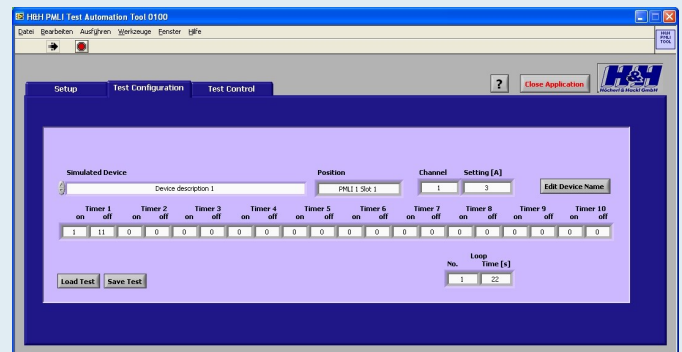 H&H PMLI Test Automation Tool 0100
Datei Bearbeiten Ausführen Werkzeuge Fenster Hilfe
H&H PMLI TOOL
Setup Test Configuration Test Control
? Close Application
H&H
Höcherl & Hackl GmbH
Simulated Device Position Channel Setting [A]
Device description 1 PMLI 1 Slot 1 1 3 Edit Device Name
Timer 1 Timer 2 Timer 3 Timer 4 Timer 5 Timer 6 Timer 7 Timer 8 Timer 9 Timer 10
on off on off on off on off on off on off on off on off on off on off
1 11 0 0 0 0 0 0 0 0 0 0 0 0 0 0 0 0 0 0
Loop
No. Time [s]
1 22
Load Test Save Test